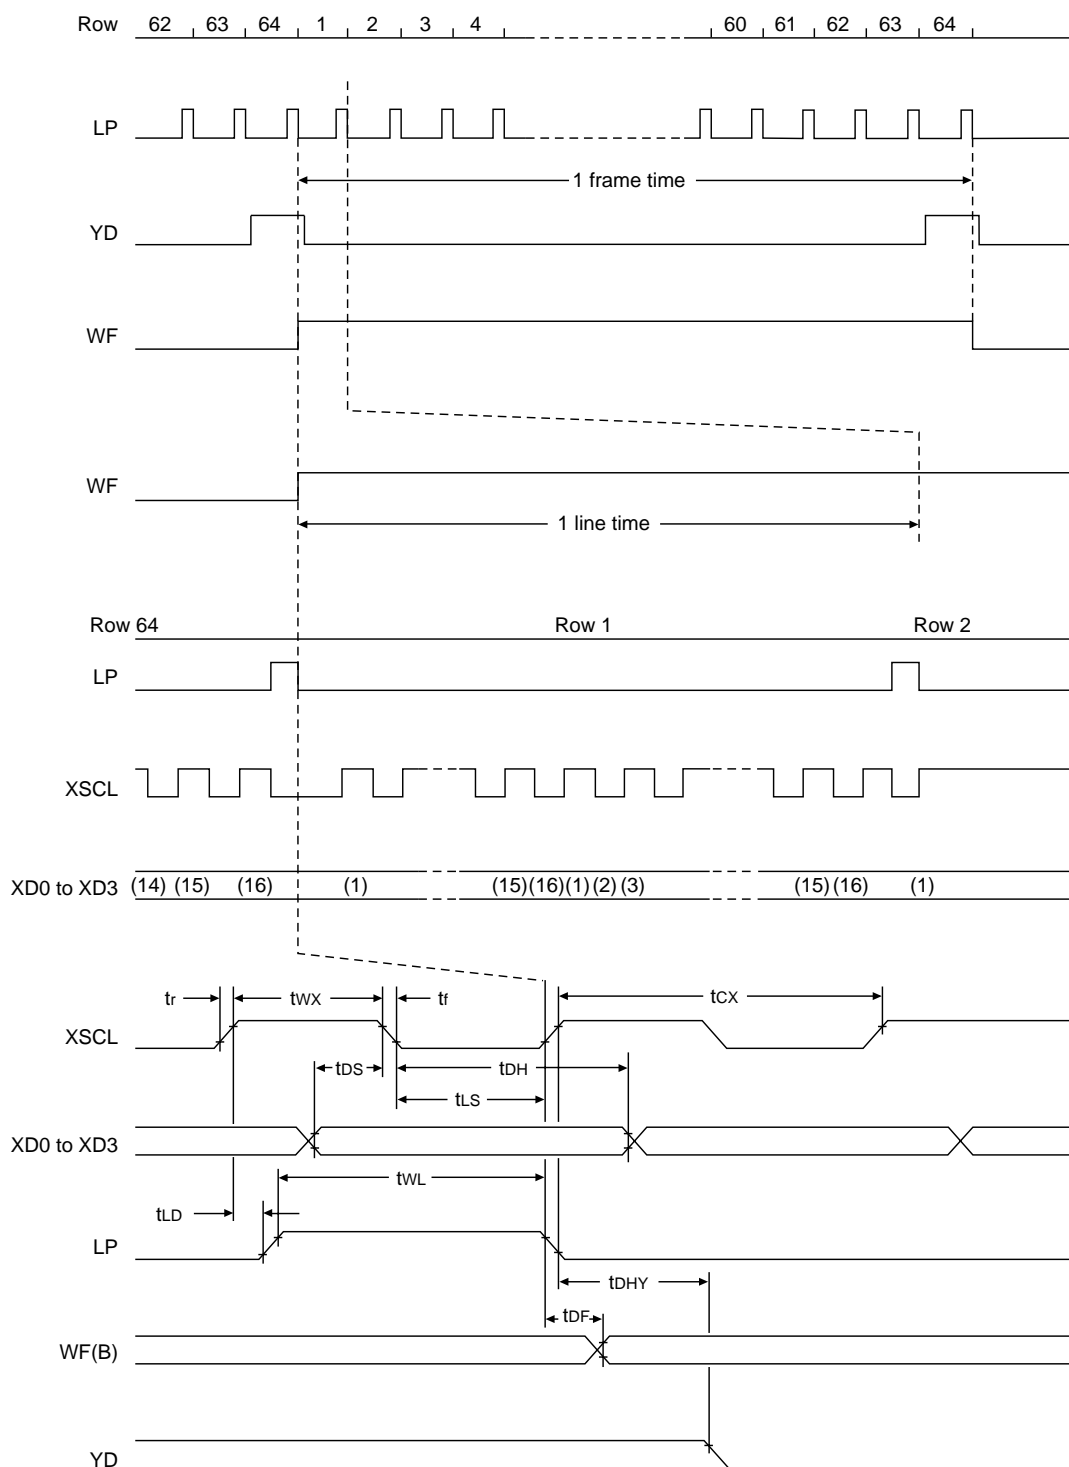 Row 62 63 64 1 2 3 4 60 61 62 63 64
LP
1 frame time
YD
WF
WF
1 line time
Row 64 Row 1 Row 2
LP
XSCL
XD0 to XD3 (14) (15) (16) (1) (15) (16) (1) (2) (3) (15) (16) (1)
tr tWX tf tCX
XSCL
tDS tDH
tLS
XD0 to XD3
tWL
tLD
LP
tDHY
tDF
WF(B)
YD